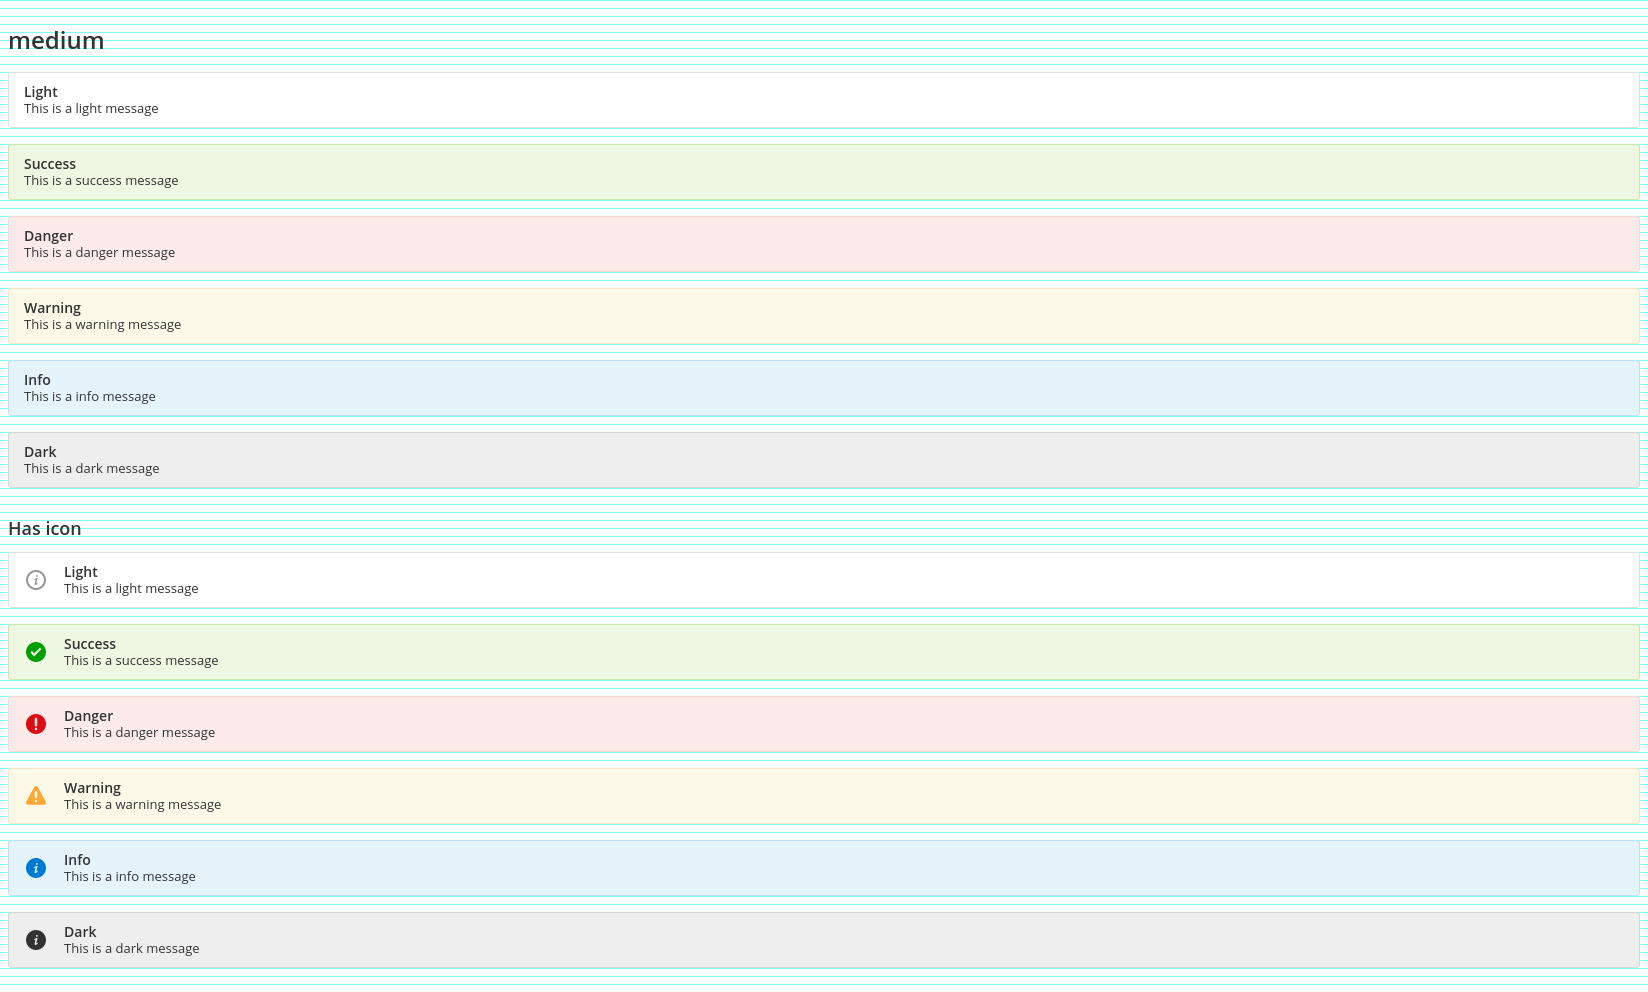 medium
Light
This is a light message
Success
This is a success message
Danger
This is a danger message
Warning
This is a warning message
Info
This is a info message
Dark
This is a dark message
Has icon
Light
This is a light message
Success
This is a success message
Danger
This is a danger message
Warning
This is a warning message
Info
This is a info message
Dark
This is a dark message